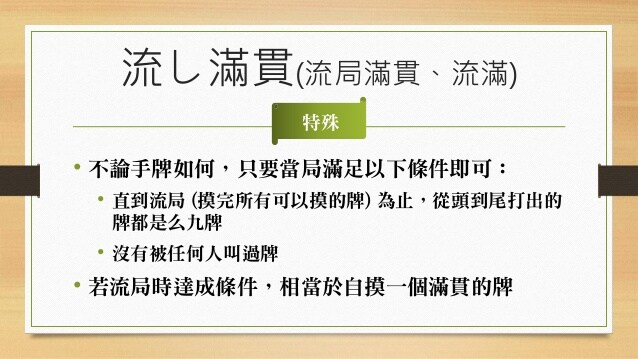 流し滿貫(流局滿貫、流滿)
特殊
• 不論手牌如何，只要當局滿足以下條件即可：
• 直到流局 (摸完所有可以摸的牌) 為止，從頭到尾打出的
牌都是么九牌
• 沒有被任何人叫過牌
• 若流局時達成條件，相當於自摸一個滿貫的牌